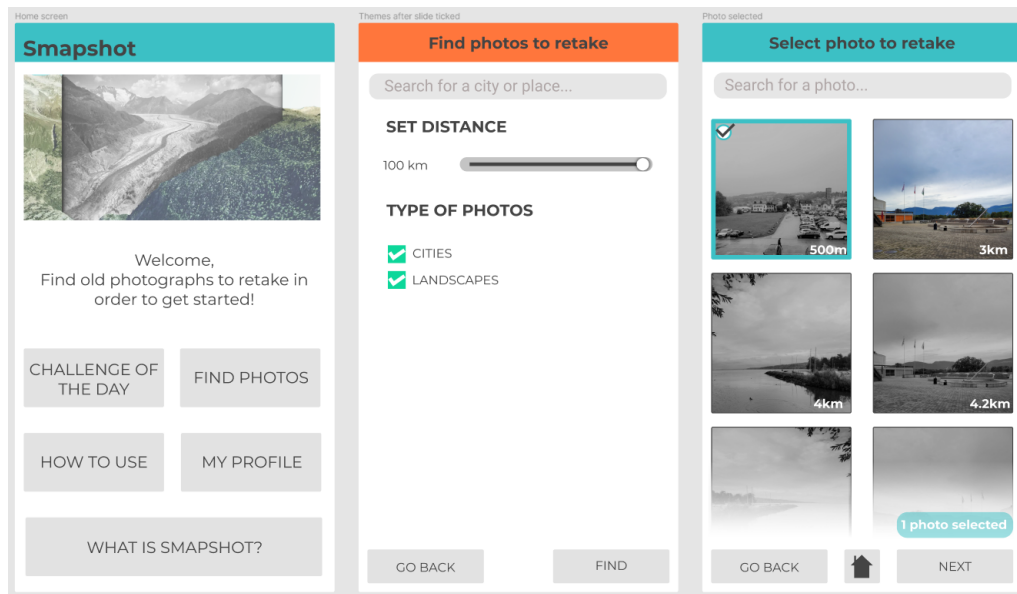 Home screen
Smapshot
Welcome,
Find old photographs to retake in
order to get started!
CHALLENGE OF
THE DAY
FIND PHOTOS
HOW TO USE
MY PROFILE
WHAT IS SMAPSHOT?
Themes after slide ticked
Find photos to retake
Search for a city or place...
SET DISTANCE
100 km
TYPE OF PHOTOS
CITIES
LANDSCAPES
GO BACK
FIND
Photo selected
Select photo to retake
Search for a photo...
500m
3km
4km
4.2km
1 photo selected
GO BACK
NEXT